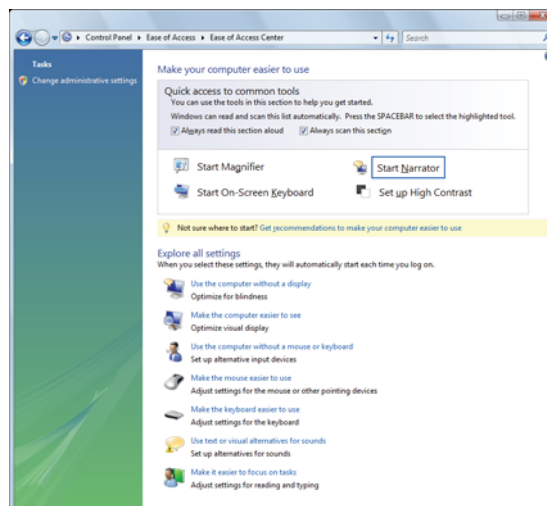 Control Panel ▸ Ease of Access ▸ Ease of Access Center
Search
Tasks
Change administrative settings
Make your computer easier to use
Quick access to common tools
You can use the tools in this section to help you get started.
Windows can read and scan this list automatically. Press the SPACEBAR to select the highlighted tool.
Always read this section aloud
Always scan this section
Start Magnifier
Start Narrator
Start On-Screen Keyboard
Set up High Contrast
Not sure where to start? Get recommendations to make your computer easier to use
Explore all settings
When you select these settings, they will automatically start each time you log on.
Use the computer without a display
Optimize for blindness
Make the computer easier to see
Optimize visual display
Use the computer without a mouse or keyboard
Set up alternative input devices
Make the mouse easier to use
Adjust settings for the mouse or other pointing devices
Make the keyboard easier to use
Adjust settings for the keyboard
Use text or visual alternatives for sounds
Set up alternatives for sounds
Make it easier to focus on tasks
Adjust settings for reading and typing